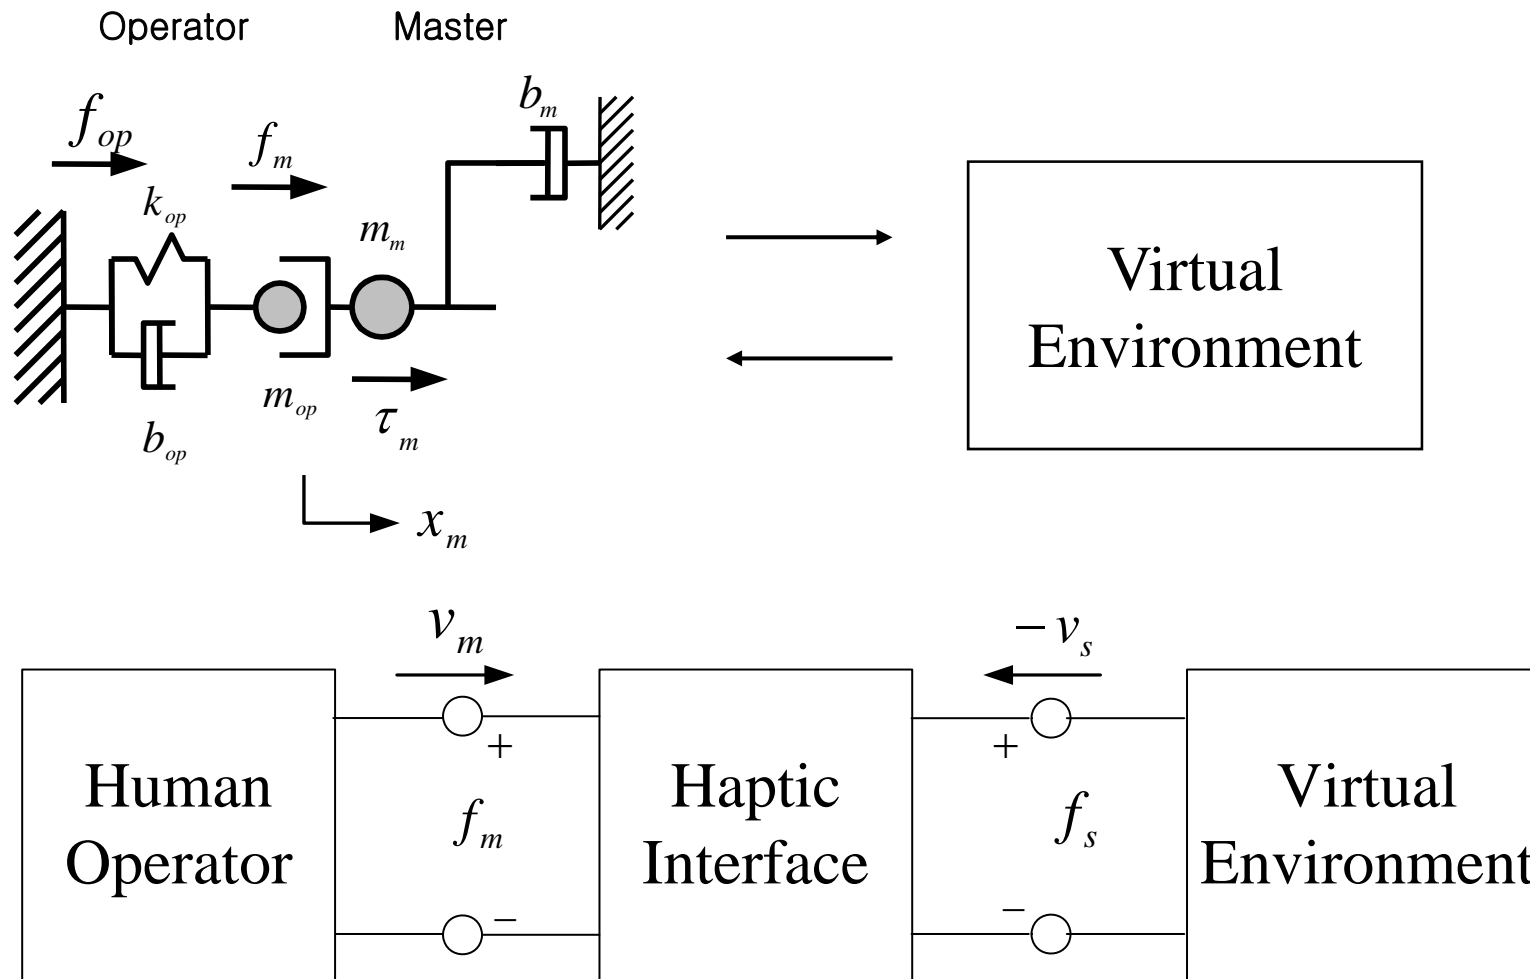 Operator Master
b_m
f_op
f_m
k_op
m_m
Virtual
Environment
m_op
τ_m
b_op
x_m
v_m
− v_s
+ +
Human
Operator
f_m
Haptic
Interface
f_s
Virtual
Environment
− −